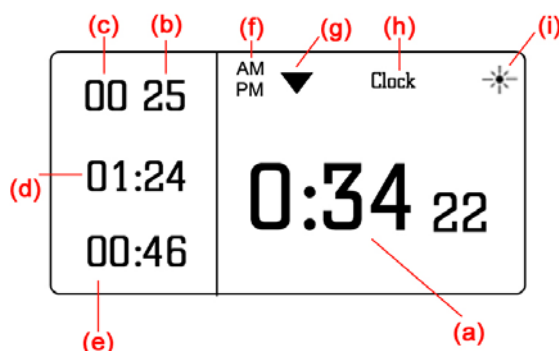 (c) (b) (f) (g) (h) (i)
00 25
AM
PM
Clock
(d) 01:24
0:34 22
00:46
(e) (a)